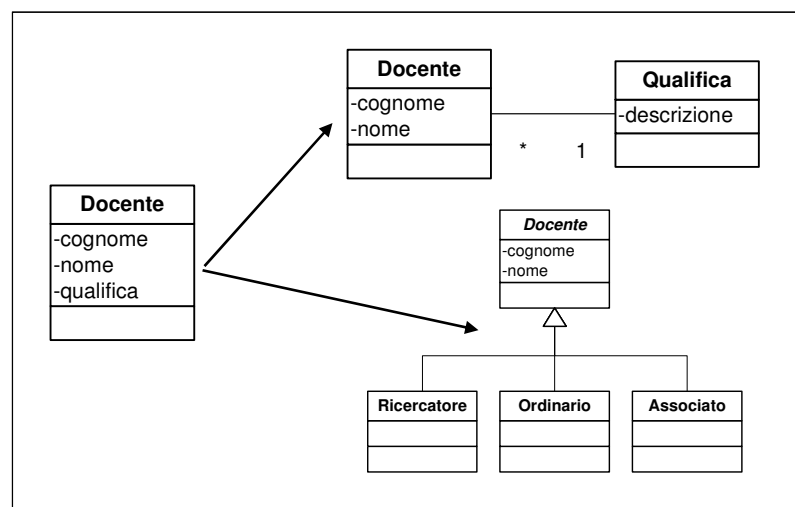 Docente
-cognome
-nome
Qualifica
-descrizione
* 1
Docente
-cognome
-nome
-qualifica
Docente
-cognome
-nome
Ricercatore
Ordinario
Associato